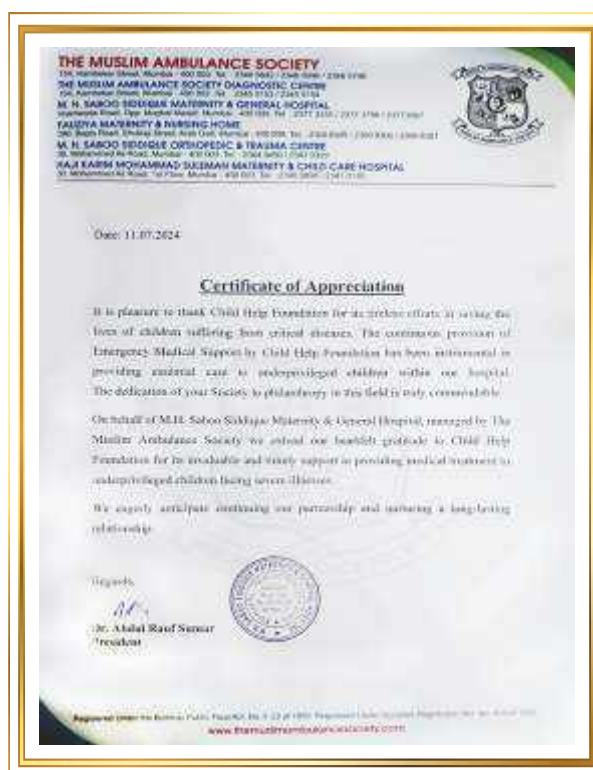 THE MUSLIM AMBULANCE SOCIETY
THE MUSLIM AMBULANCE SOCIETY DIAGNOSTIC CENTRE
M. H. SABOO SIDDIQUE MATERNITY & GENERAL HOSPITAL
FAUZIYA MATERNITY & NURSING HOME
M. H. SABOO SIDDIQUE ORTHOPEDIC & TRAUMA CENTRE
HAJI KARIM MOHAMMAD SULEMAN MATERNITY & CHILD CARE HOSPITAL
Date: 11.07.2024
Certificate of Appreciation
It is pleasure to thank Child Help Foundation for its tireless efforts in saving the
lives of children suffering from critical diseases. The continuous provision of
Emergency Medical Support by Child Help Foundation has been instrumental in
providing essential care to underprivileged children within our hospital.
The dedication of your Society to philanthropy in this field is truly commendable.
On behalf of M.H. Saboo Siddique Maternity & General Hospital, managed by The
Muslim Ambulance Society we extend our heartfelt gratitude to Child Help
Foundation for its invaluable and timely support in providing medical treatment to
underprivileged children facing severe illnesses.
We eagerly anticipate continuing our partnership and nurturing a long-lasting
relationship.
Regards,
Dr. Abdul Rauf Sumar
President
www.themuslimambulancesociety.com